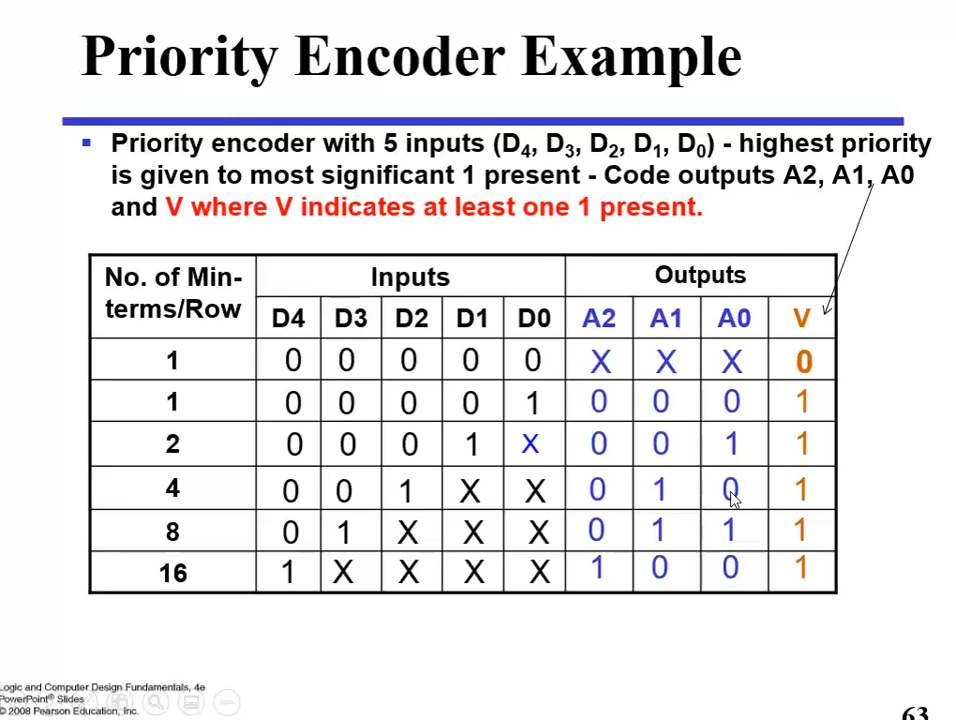 Priority Encoder Example
▪ Priority encoder with 5 inputs (D4, D3, D2, D1, D0) - highest priority
is given to most significant 1 present - Code outputs A2, A1, A0
and V where V indicates at least one 1 present.
No. of Min-terms/Row Inputs Outputs
D4 D3 D2 D1 D0 A2 A1 A0 V
1 0 0 0 0 0 X X X 0
1 0 0 0 0 1 0 0 0 1
2 0 0 0 1 X 0 0 1 1
4 0 0 1 X X 0 1 0 1
8 0 1 X X X 0 1 1 1
16 1 X X X X 1 0 0 1
Logic and Computer Design Fundamentals, 4e
PowerPoint® Slides
© 2008 Pearson Education, Inc.
63